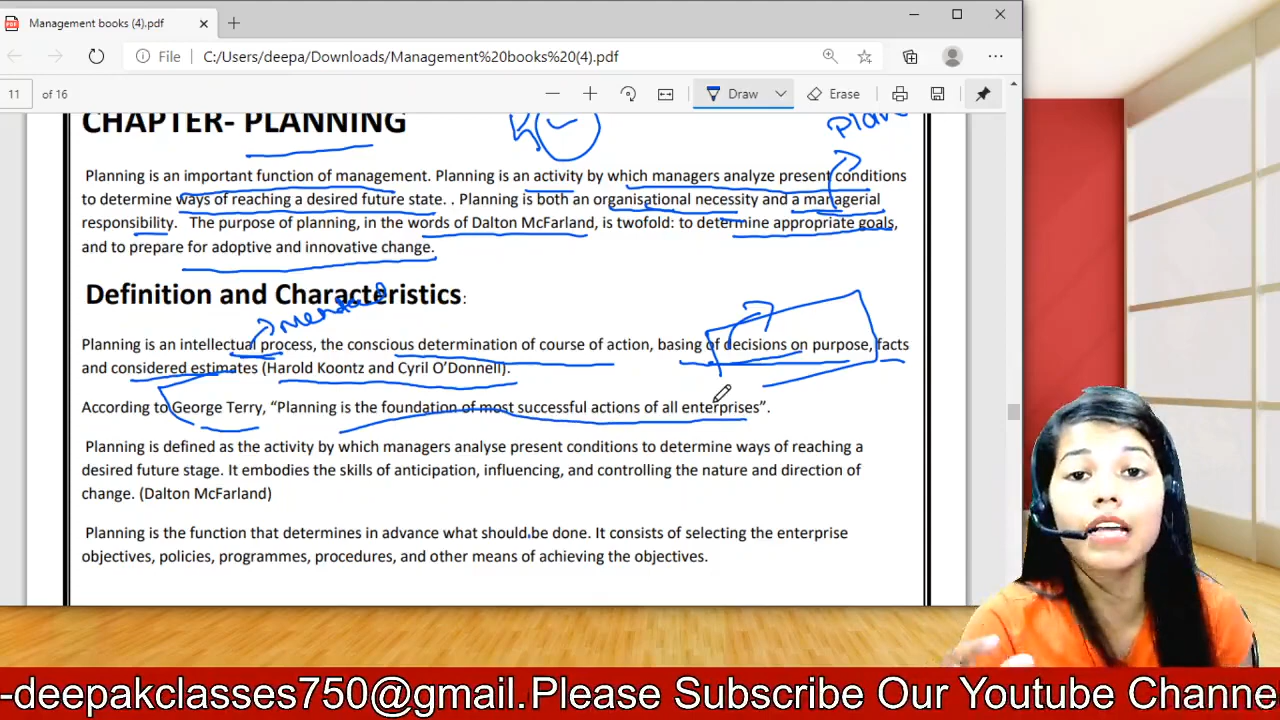 Management books (4).pdf
File
C:/Users/deepa/Downloads/Management%20books%20(4).pdf
11 of 16
Draw
Erase
CHAPTER- PLANNING
Plan
Planning is an important function of management. Planning is an activity by which managers analyze present conditions
to determine ways of reaching a desired future state. . Planning is both an organisational necessity and a managerial
responsibility. The purpose of planning, in the words of Dalton McFarland, is twofold: to determine appropriate goals,
and to prepare for adoptive and innovative change.
Definition and Characteristics:
mental
Planning is an intellectual process, the conscious determination of course of action, basing of decisions on purpose, facts
and considered estimates (Harold Koontz and Cyril O’Donnell).
According to George Terry, “Planning is the foundation of most successful actions of all enterprises”.
Planning is defined as the activity by which managers analyse present conditions to determine ways of reaching a
desired future stage. It embodies the skills of anticipation, influencing, and controlling the nature and direction of
change. (Dalton McFarland)
Planning is the function that determines in advance what should be done. It consists of selecting the enterprise
objectives, policies, programmes, procedures, and other means of achieving the objectives.
-deepakclasses750@gmail.Please Subscribe Our Youtube Channe